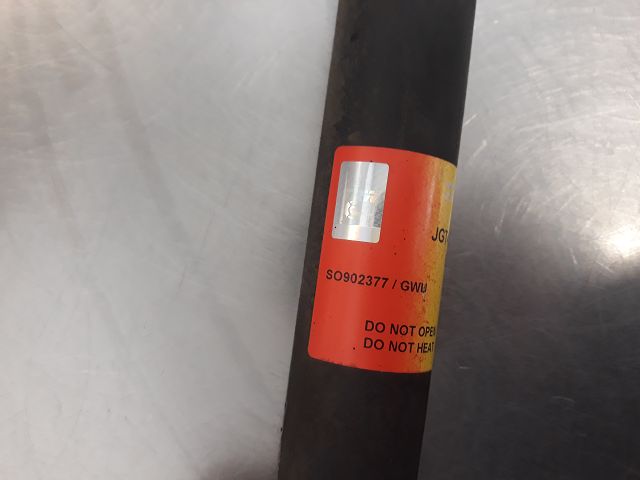 JGT
SO902377 / GWU
DO NOT OPEN
DO NOT HEAT